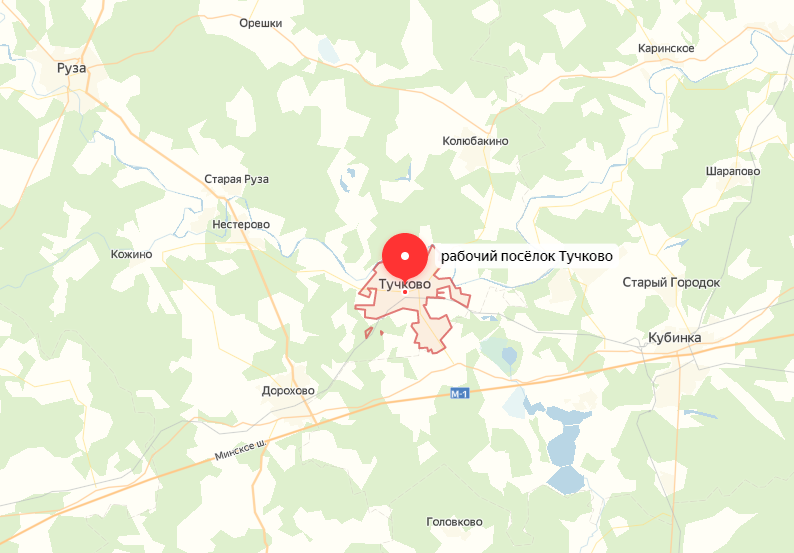 Орешки
Каринское
Руза
Колюбакино
Шарапово
Старая Руза
Нестерово
Кожино
рабочий посёлок Тучково
Тучково
Старый Городок
Кубинка
Дорохово
М-1
Минское ш.
Головково